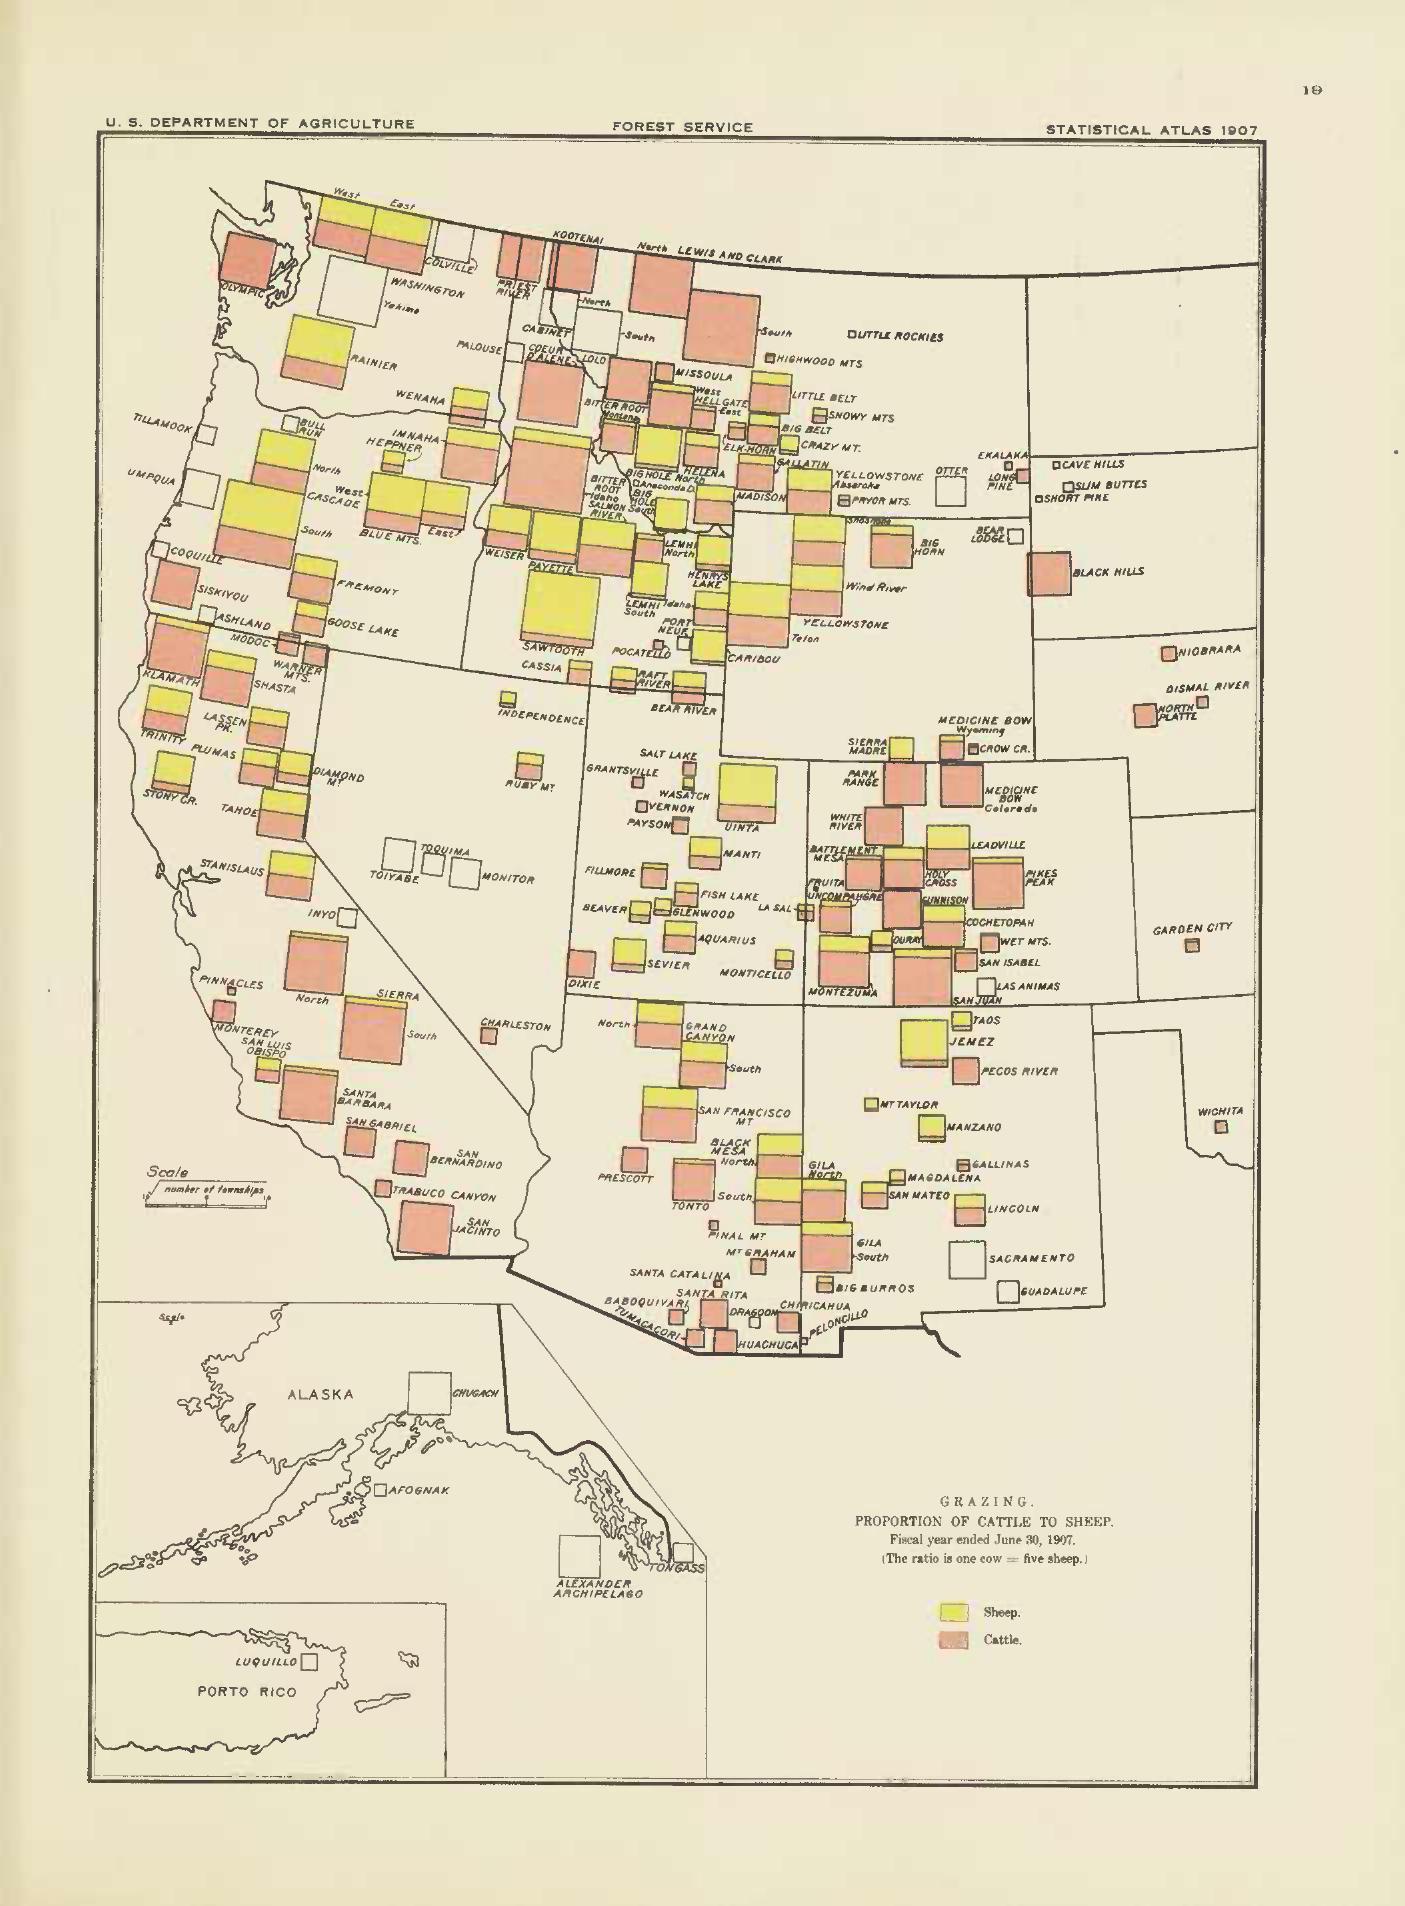 19
U. S. DEPARTMENT OF AGRICULTURE
FOREST SERVICE
STATISTICAL ATLAS 1907
West
East
KOOTENAI
North LEWIS AND CLARK
COLVILLE
OLYMPIC
WASHINGTON
PRIEST
RIVER
Yakima
North
CABINET
South
South
LITTLE ROCKIES
RAINIER
PALOUSE
COEUR
D'ALENE
LOLO
HIGHWOOD MTS
MISSOULA
WENAHA
BITTER ROOT
Montana
West
HELLGATE
East
LITTLE BELT
SNOWY MTS
TILLAMOOK
BULL
RUN
IMNAHA
HEPPNER
BIG BELT
ELKHORN
CRAZY MT.
UMPQUA
North
CASCADE
West
BIGHOLE North
HELENA
GALLATIN
YELLOWSTONE
Absaroka
OTTER
EKALAKA
LONG
PINE
CAVE HILLS
SLIM BUTTES
SHORT PINE
BITTER
ROOT
Idaho
Anaconda D.
BIG
HOLE
South
MADISON
PRYOR MTS.
SALMON
RIVER
South
BLUE MTS.
East
WEISER
PAYETTE
Shoshone
BIG
HORN
BEAR
LODGE
COQUILLE
LEMHI
North
HENRYS
LAKE
BLACK HILLS
SISKIYOU
FREMONT
Wind River
LEMHI
South
Idaho
ASHLAND
GOOSE LAKE
MODOC
PORT
NEUF
YELLOWSTONE
Teton
SAWTOOTH
POCATELLO
CARIBOU
NIOBRARA
KLAMATH
WARNER
MTS.
CASSIA
RAFT
RIVER
SHASTA
DISMAL RIVER
NORTH
PLATTE
LASSEN
PK.
INDEPENDENCE
BEAR RIVER
TRINITY
PLUMAS
MEDICINE BOW
Wyoming
SIERRA
MADRE
CROW CR.
STONY CR.
DIAMOND
MT
RUBY MT.
SALT LAKE
GRANTSVILLE
WASATCH
PARK
RANGE
MEDICINE
BOW
Colorado
TAHOE
VERNON
PAYSON
UINTA
WHITE
RIVER
TOIYABE
TOQUIMA
MONITOR
MANTI
BATTLEMENT
MESA
LEADVILLE
STANISLAUS
FILLMORE
FRUITA
HOLY
CROSS
PIKES
PEAK
INYO
FISH LAKE
UNCOMPAHGRE
GUNNISON
BEAVER
GLENWOOD
LA SAL
COCHETOPAH
AQUARIUS
OURAY
WET MTS.
GARDEN CITY
SEVIER
MONTICELLO
SAN ISABEL
DIXIE
MONTEZUMA
LAS ANIMAS
SAN JUAN
PINNACLES
North
SIERRA
South
CHARLESTON
North
GRAND
CANYON
TAOS
MONTEREY
SAN LUIS
OBISPO
JEMEZ
South
PECOS RIVER
SANTA
BARBARA
SAN FRANCISCO
MT
MT TAYLOR
WICHITA
SAN GABRIEL
BLACK
MESA
North
MANZANO
SAN
BERNARDINO
PRESCOTT
GILA
North
GALLINAS
Scale
number of townships
TRABUCO CANYON
TONTO
South
MAGDALENA
SAN MATEO
LINCOLN
SAN
JACINTO
PINAL MT
MT GRAHAM
GILA
South
SACRAMENTO
SANTA CATALINA
BIG BURROS
GUADALUPE
BABOQUIVARI
SANTA RITA
DRAGOON
CHIRICAHUA
TUMACACORI
HUACHUCA
PELONCILLO
Scale
ALASKA
CHUGACH
AFOGNAK
TONGASS
ALEXANDER
ARCHIPELAGO
LUQUILLO
PORTO RICO
GRAZING.
PROPORTION OF CATTLE TO SHEEP.
Fiscal year ended June 30, 1907.
(The ratio is one cow = five sheep.)
Sheep.
Cattle.